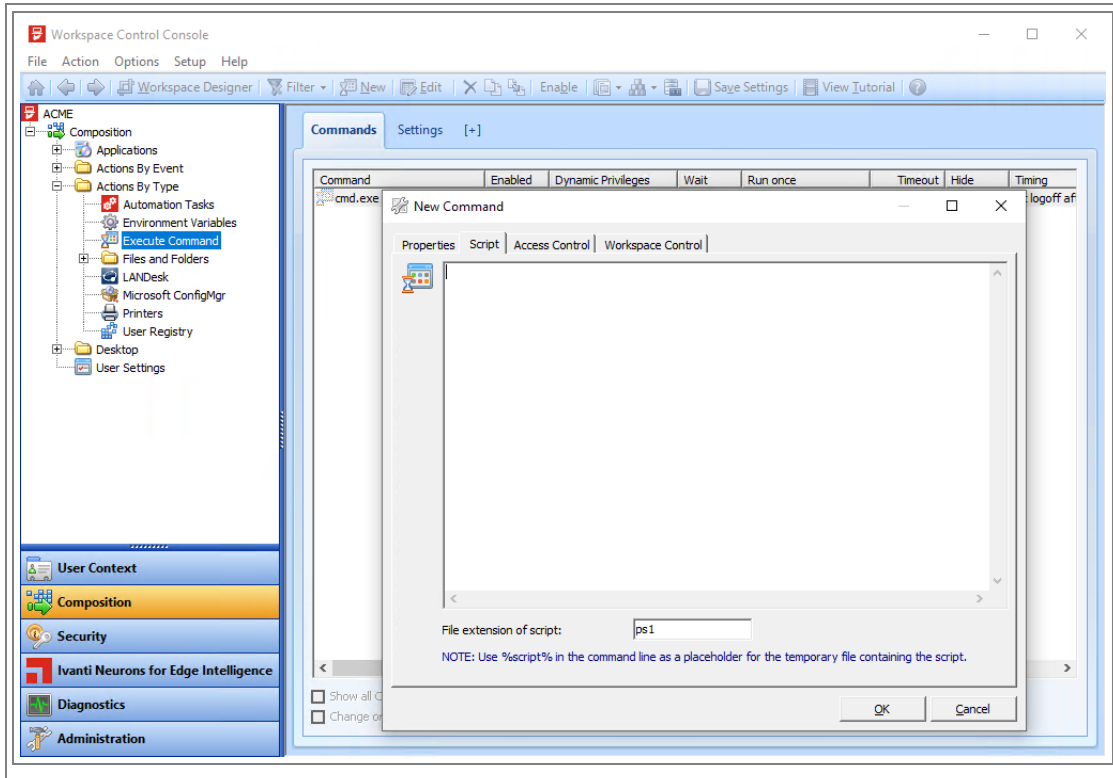 Workspace Control Console
File Action Options Setup Help
Workspace Designer Filter New Edit Enable Save Settings View Tutorial
ACME
Composition
Applications
Actions By Event
Actions By Type
Automation Tasks
Environment Variables
Execute Command
Files and Folders
LANDesk
Microsoft ConfigMgr
Printers
User Registry
Desktop
User Settings
User Context
Composition
Security
Ivanti Neurons for Edge Intelligence
Diagnostics
Administration
Commands Settings [+]
Command Enabled Dynamic Privileges Wait Run once Timeout Hide Timing
cmd.exe logoff af
New Command
Properties Script Access Control Workspace Control
File extension of script: ps1
NOTE: Use %script% in the command line as a placeholder for the temporary file containing the script.
Show all
Change
OK Cancel